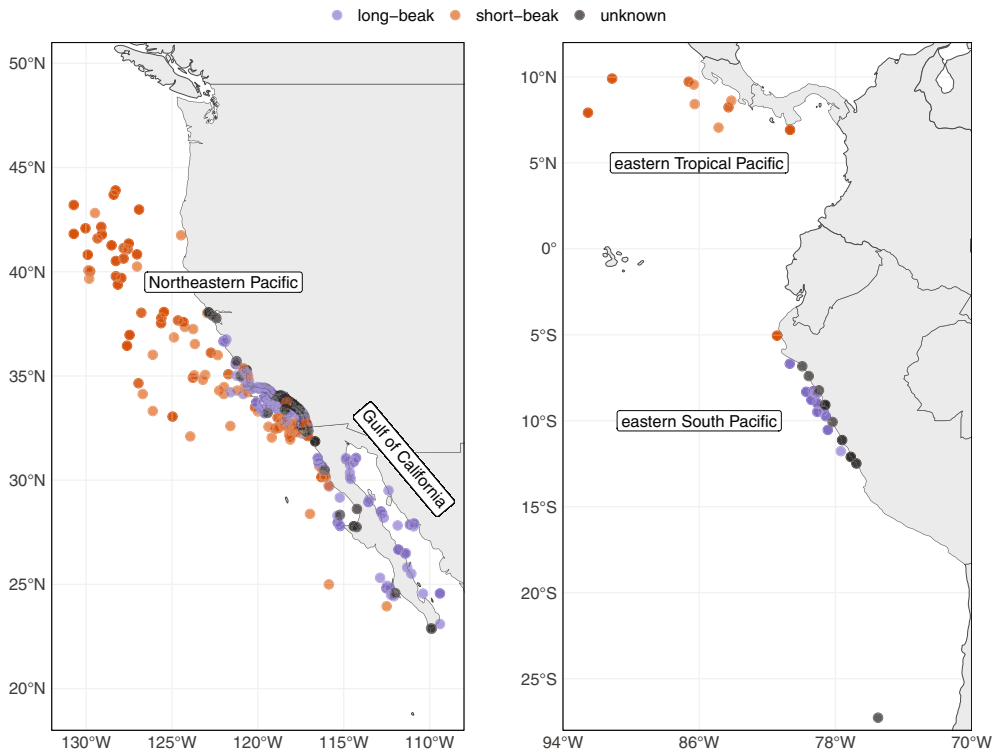 long−beak short−beak unknown
50°N
45°N
40°N
35°N
30°N
25°N
20°N
130°W 125°W 120°W 115°W 110°W
Northeastern Pacific
Gulf of California
10°N
5°N
0°
5°S
10°S
15°S
20°S
25°S
94°W 86°W 78°W 70°W
eastern Tropical Pacific
eastern South Pacific